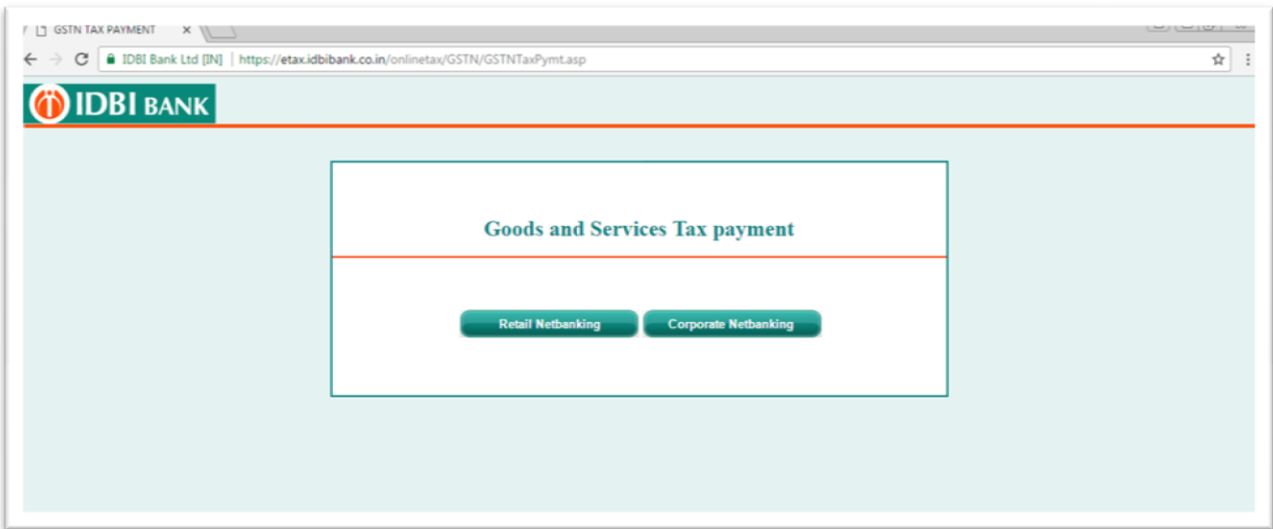 GSTN TAX PAYMENT
IDBI Bank Ltd [IN] | https://etax.idbibank.co.in/onlinetax/GSTN/GSTNTaxPymt.asp
IDBI BANK
Goods and Services Tax payment
Retail Netbanking Corporate Netbanking